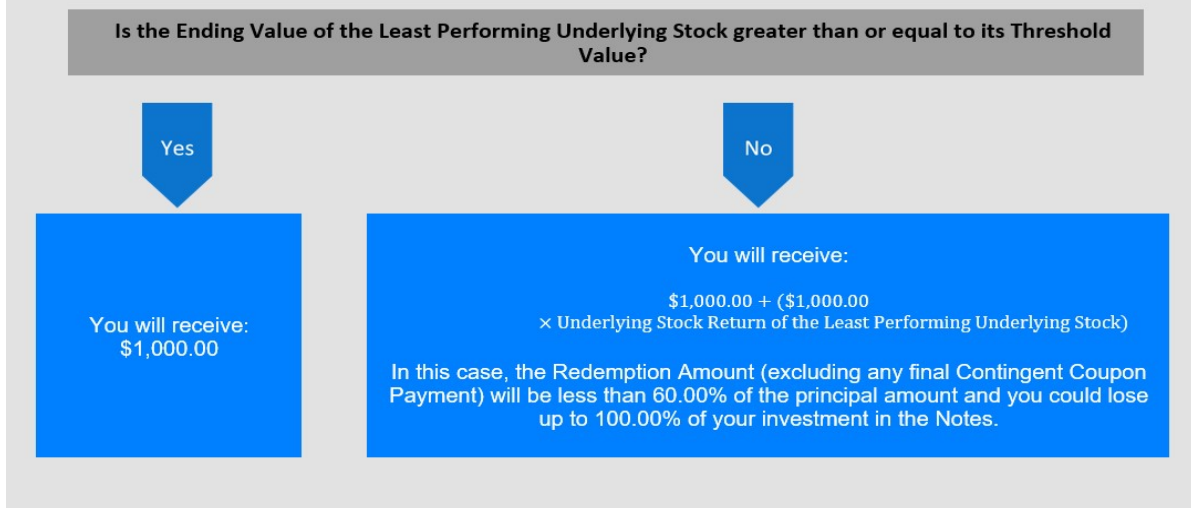 Is the Ending Value of the Least Performing Underlying Stock greater than or equal to its Threshold
Value?
Yes
No
You will receive:
$1,000.00
You will receive:
$1,000.00 + ($1,000.00
× Underlying Stock Return of the Least Performing Underlying Stock)
In this case, the Redemption Amount (excluding any final Contingent Coupon
Payment) will be less than 60.00% of the principal amount and you could lose
up to 100.00% of your investment in the Notes.